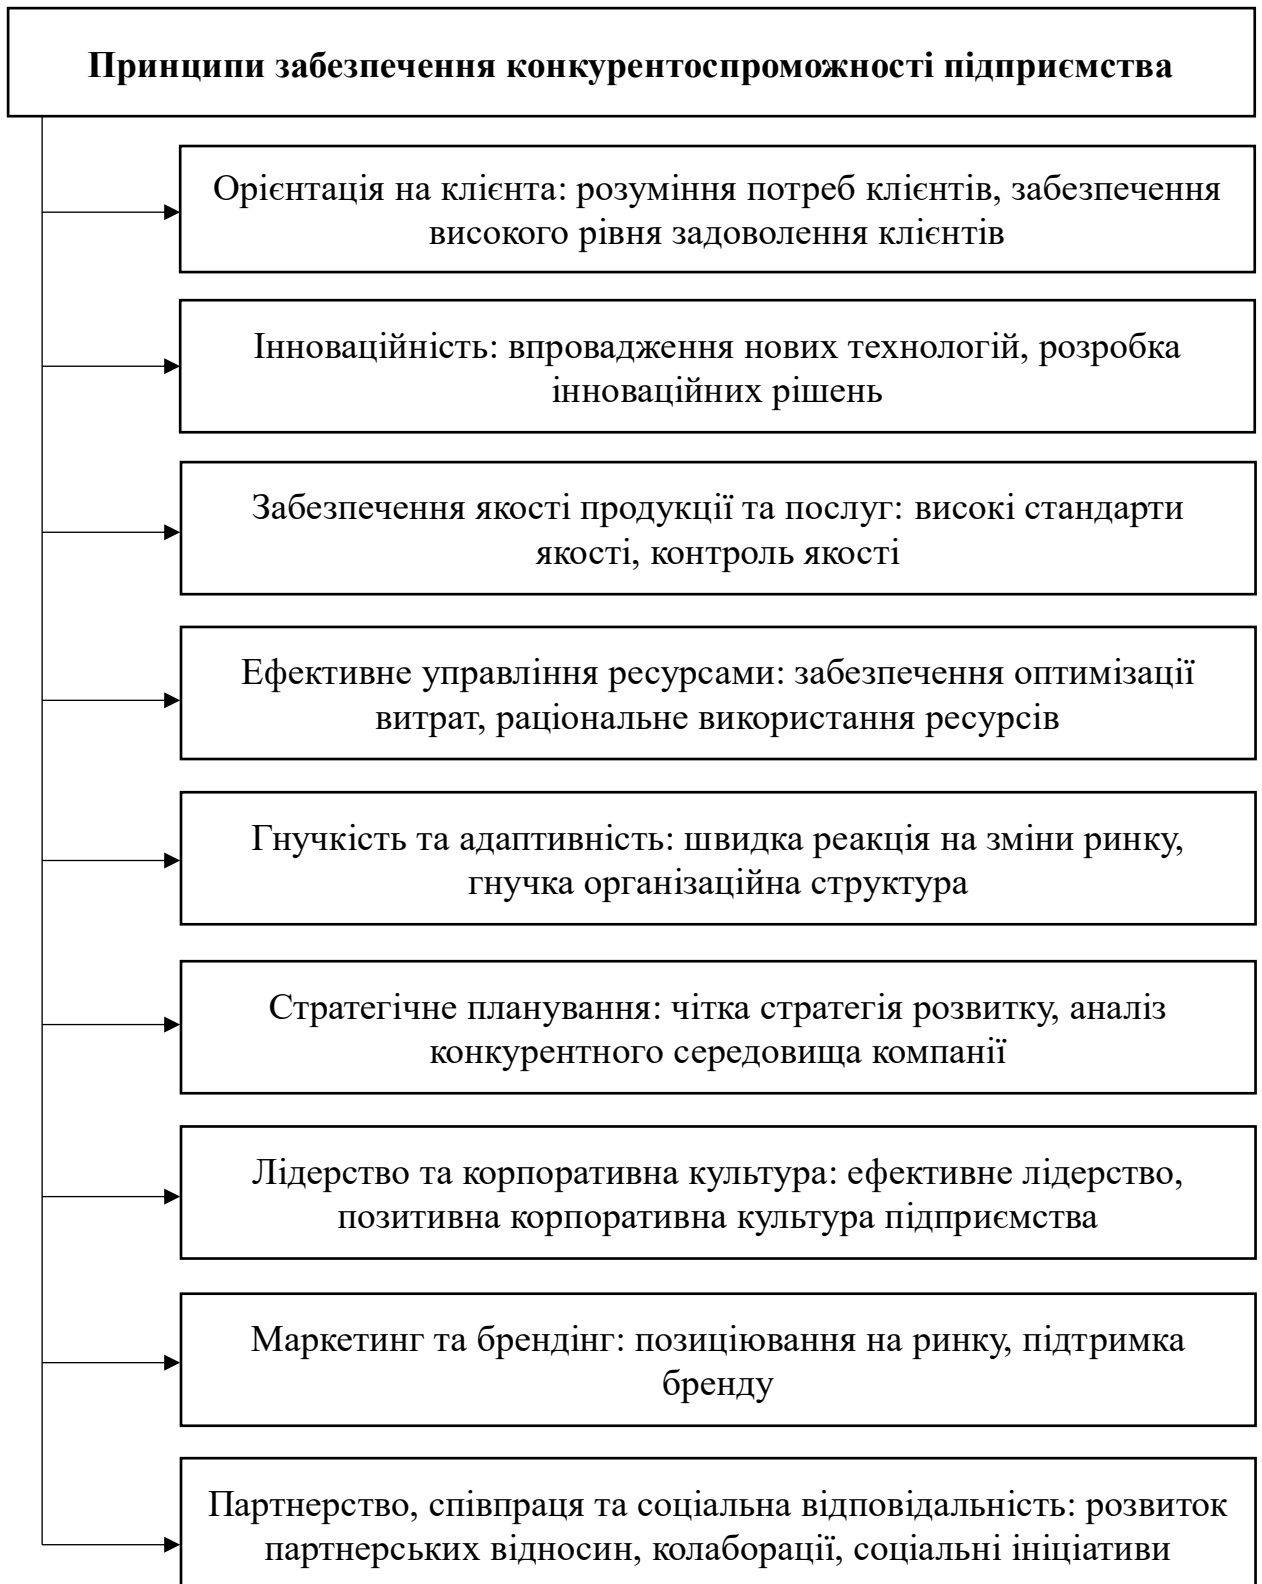 Принципи забезпечення конкурентоспроможності підприємства
Орієнтація на клієнта: розуміння потреб клієнтів, забезпечення
високого рівня задоволення клієнтів
Інноваційність: впровадження нових технологій, розробка
інноваційних рішень
Забезпечення якості продукції та послуг: високі стандарти
якості, контроль якості
Ефективне управління ресурсами: забезпечення оптимізації
витрат, раціональне використання ресурсів
Гнучкість та адаптивність: швидка реакція на зміни ринку,
гнучка організаційна структура
Стратегічне планування: чітка стратегія розвитку, аналіз
конкурентного середовища компанії
Лідерство та корпоративна культура: ефективне лідерство,
позитивна корпоративна культура підприємства
Маркетинг та брендінг: позиціювання на ринку, підтримка
бренду
Партнерство, співпраця та соціальна відповідальність: розвиток
партнерських відносин, колаборації, соціальні ініціативи